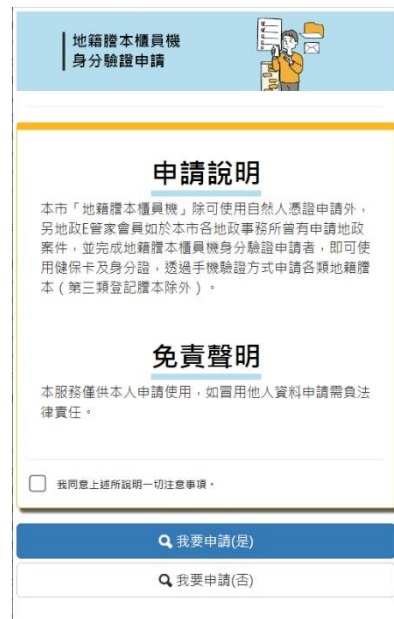 地籍謄本櫃員機
身分驗證申請
申請說明
本市「地籍謄本櫃員機」除可使用自然人憑證申請外，
另地政E管家會員如於本市各地政事務所曾有申請地政
案件，並完成地籍謄本櫃員機身分驗證申請者，即可使
用健保卡及身分證，透過手機驗證方式申請各類地籍謄
本（第三類登記謄本除外）。
免責聲明
本服務僅供本人申請使用，如冒用他人資料申請需負法
律責任。
我同意上述所說明一切注意事項。
我要申請(是)
我要申請(否)